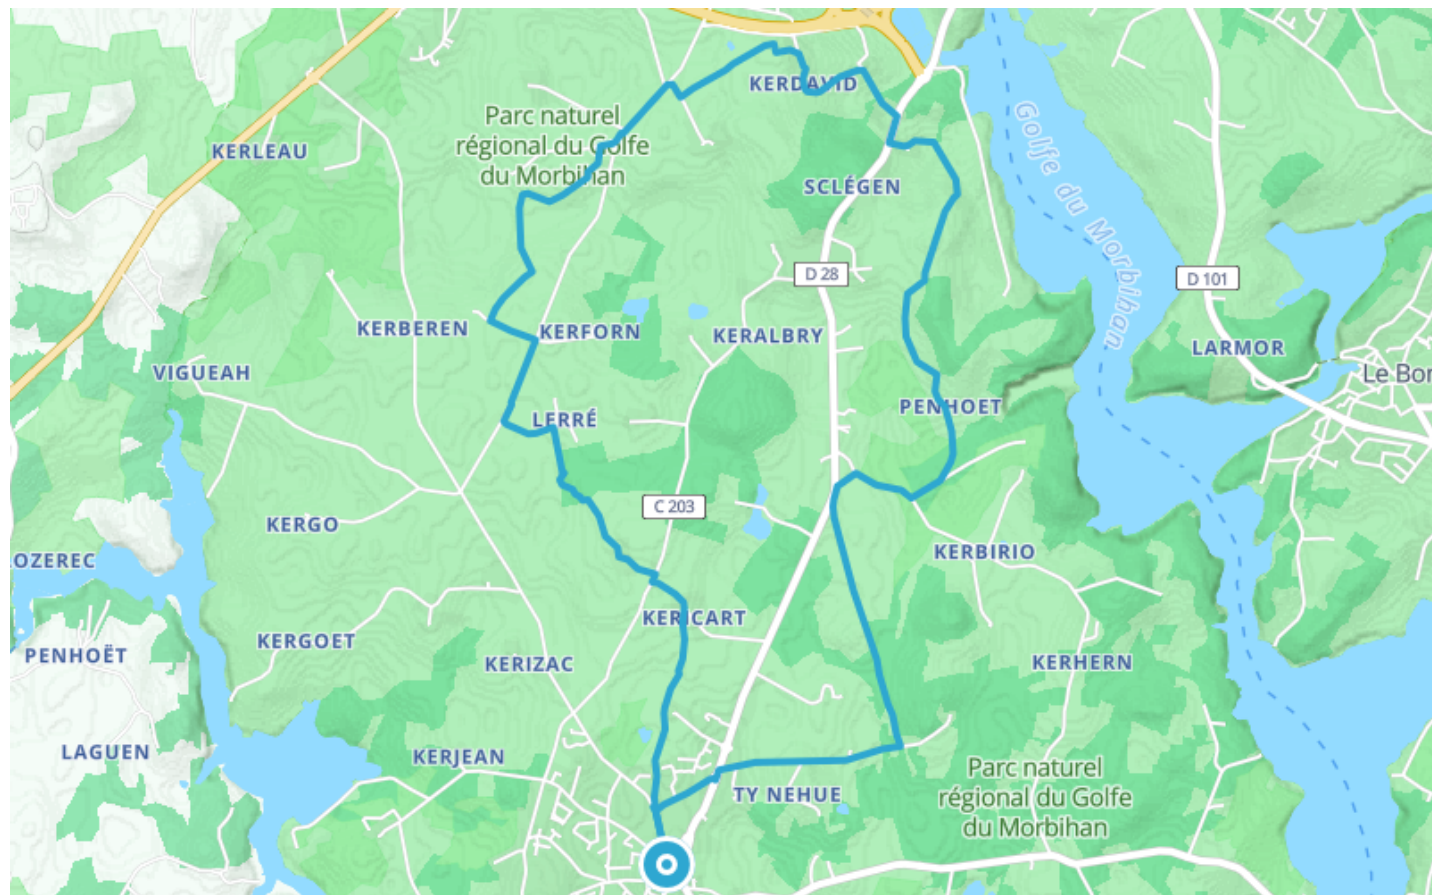 KERDAVID
Parc naturel
régional du Golfe
du Morbihan
KERLEAU
Golfe du Morbihan
SCLÉGEN
D 28
D 101
KERBEREN
KERFORN
KERALBRY
LARMOR
VIGUEAH
Le Bor
PENHOET
LERRÉ
C 203
KERGO
KERBIRIO
OZEREC
KERICART
KERGOET
PENHOËT
KERIZAC
KERHERN
LAGUEN
KERJEAN
Parc naturel
régional du Golfe
du Morbihan
TY NEHUE